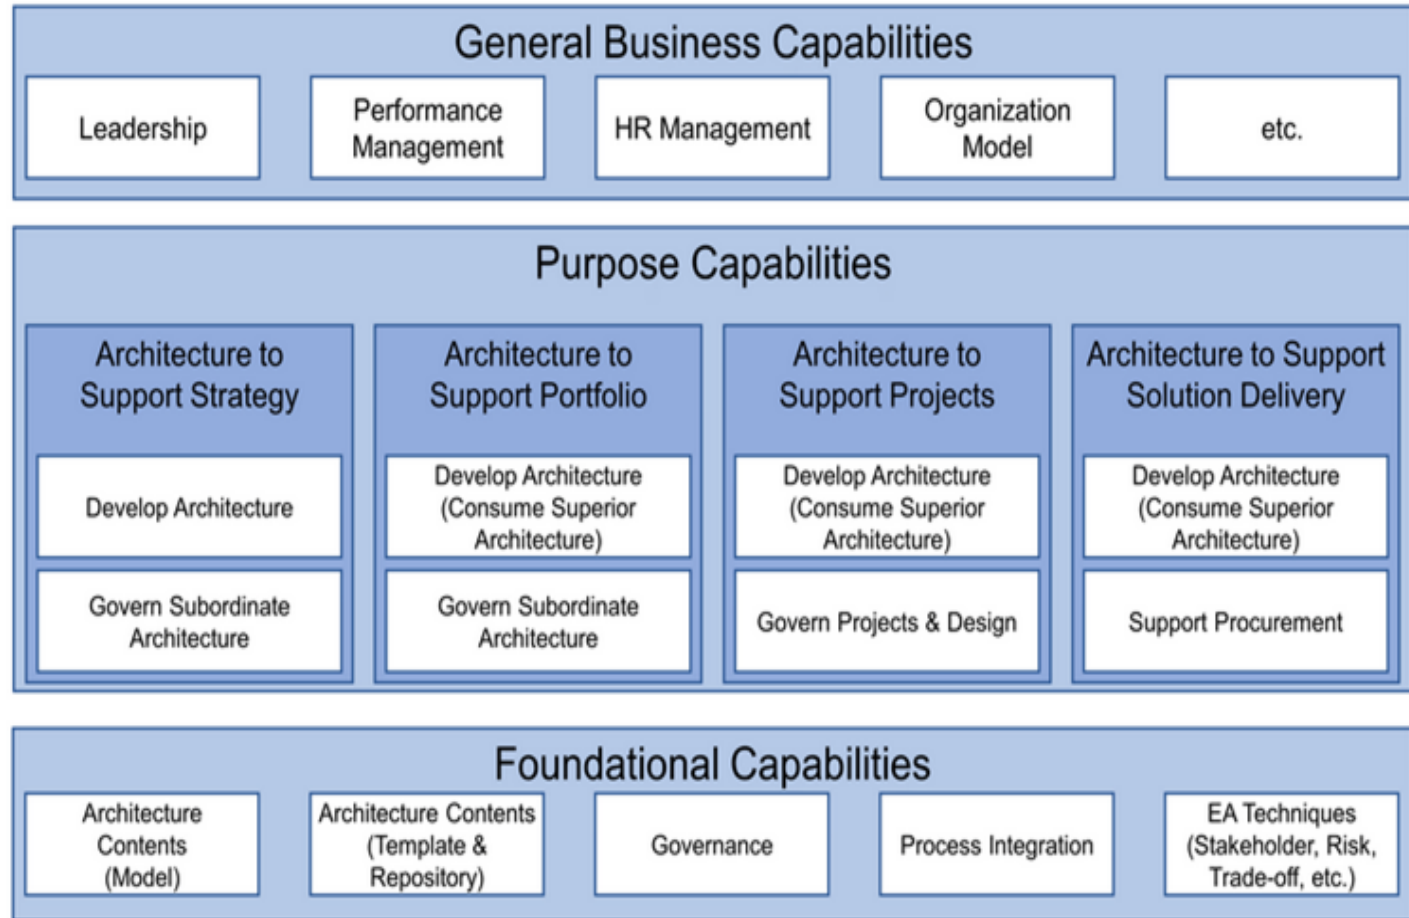 General Business Capabilities
Leadership
Performance
Management
HR Management
Organization
Model
etc.
Purpose Capabilities
Architecture to
Support Strategy
Develop Architecture
Govern Subordinate
Architecture
Architecture to
Support Portfolio
Develop Architecture
(Consume Superior
Architecture)
Govern Subordinate
Architecture
Architecture to
Support Projects
Develop Architecture
(Consume Superior
Architecture)
Govern Projects & Design
Architecture to Support
Solution Delivery
Develop Architecture
(Consume Superior
Architecture)
Support Procurement
Foundational Capabilities
Architecture
Contents
(Model)
Architecture Contents
(Template &
Repository)
Governance
Process Integration
EA Techniques
(Stakeholder, Risk,
Trade-off, etc.)